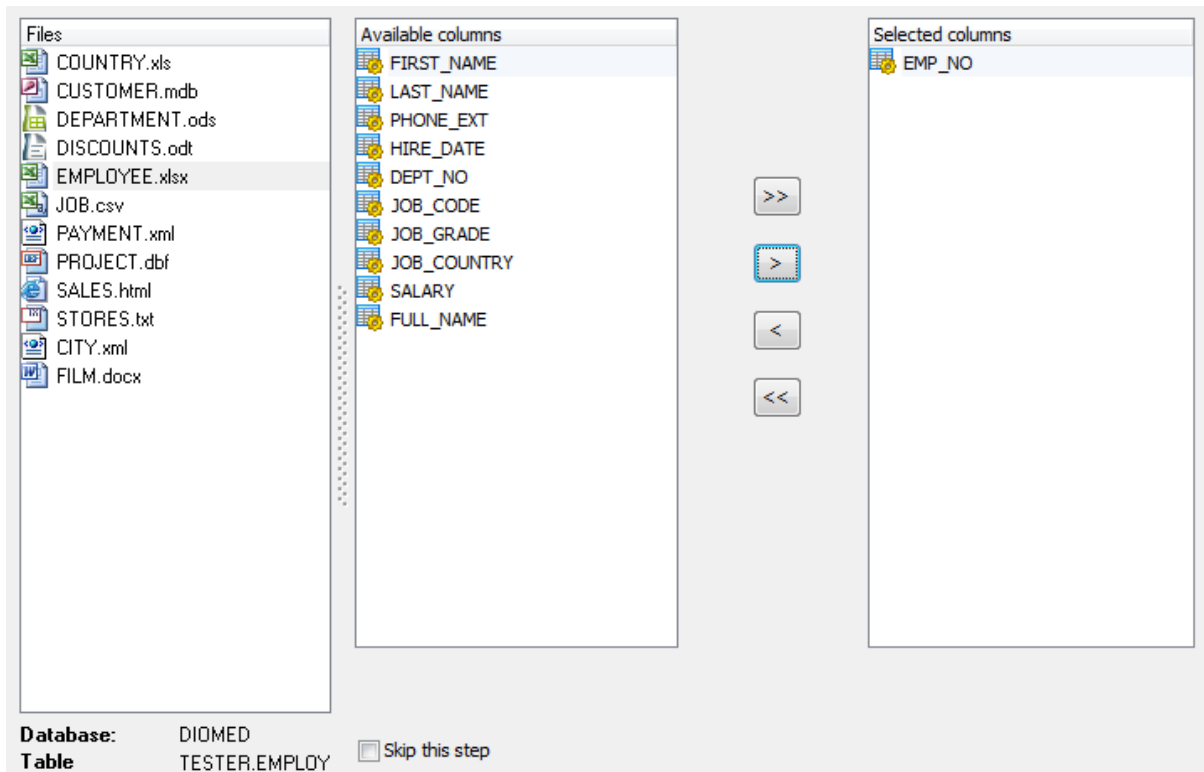 Files
COUNTRY.xls
CUSTOMER.mdb
DEPARTMENT.ods
DISCOUNTS.odt
EMPLOYEE.xlsx
JOB.csv
PAYMENT.xml
PROJECT.dbf
SALES.html
STORES.txt
CITY.xml
FILM.docx
Available columns
FIRST_NAME
LAST_NAME
PHONE_EXT
HIRE_DATE
DEPT_NO
JOB_CODE
JOB_GRADE
JOB_COUNTRY
SALARY
FULL_NAME
>>
>
<
<<
Selected columns
EMP_NO
Database: DIOMED
Table TESTER.EMPLOY
Skip this step